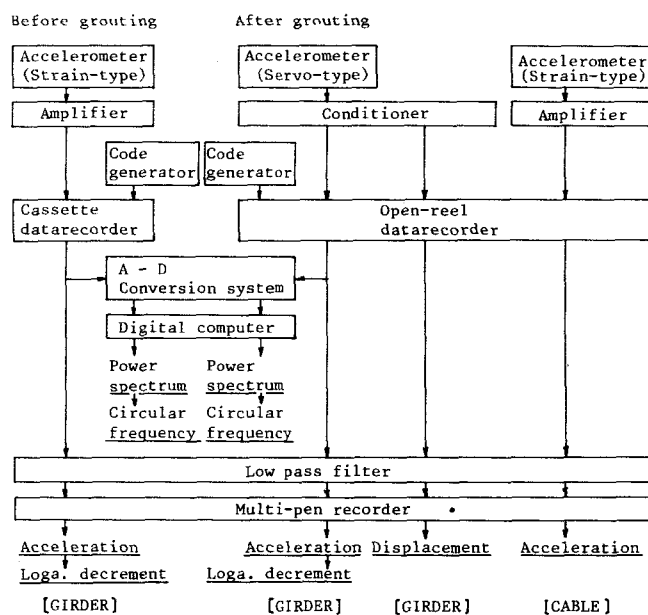 Before grouting After grouting
Accelerometer Accelerometer Accelerometer
(Strain-type) (Servo-type) (Strain-type)
Amplifier Conditioner Amplifier
Code Code
generator generator
Cassette Open-reel
datarecorder datarecorder
A - D
Conversion system
Digital computer
Power Power
spectrum spectrum
Circular Circular
frequency frequency
Low pass filter
Multi-pen recorder
Acceleration Acceleration Displacement Acceleration
Loga. decrement Loga. decrement
[GIRDER] [GIRDER] [GIRDER] [CABLE]